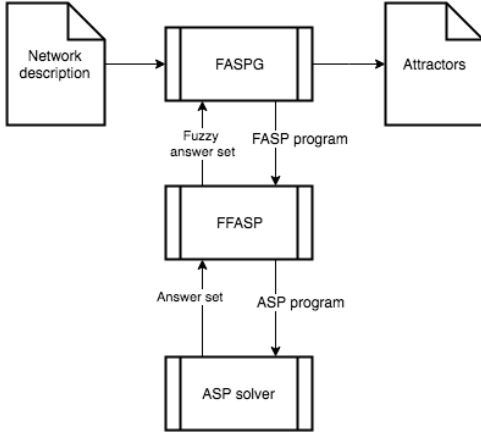 Network
description
FASPG
Attractors
Fuzzy
answer set
FASP program
FFASP
Answer set
ASP program
ASP solver